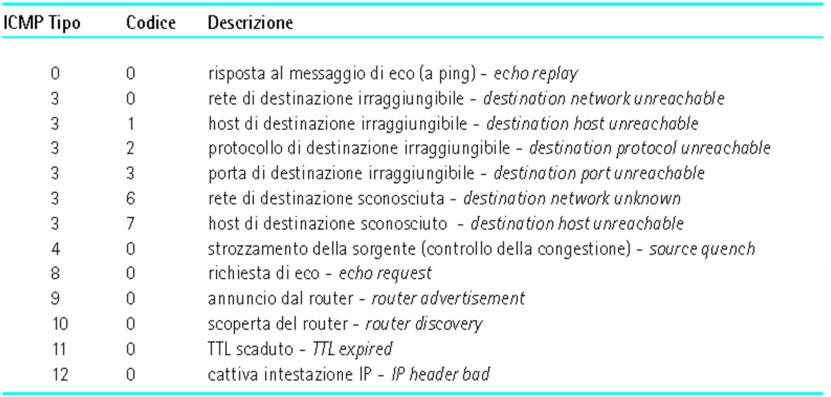 ICMP Tipo Codice Descrizione
0 0 risposta al messaggio di eco (a ping) - echo replay
3 0 rete di destinazione irraggiungibile - destination network unreachable
3 1 host di destinazione irraggiungibile - destination host unreachable
3 2 protocollo di destinazione irraggiungibile - destination protocol unreachable
3 3 porta di destinazione irraggiungibile - destination port unreachable
3 6 rete di destinazione sconosciuta - destination network unknown
3 7 host di destinazione sconosciuto - destination host unreachable
4 0 strozzamento della sorgente (controllo della congestione) - source quench
8 0 richiesta di eco - echo request
9 0 annuncio dal router - router advertisement
10 0 scoperta del router - router discovery
11 0 TTL scaduto - TTL expired
12 0 cattiva intestazione IP - IP header bad